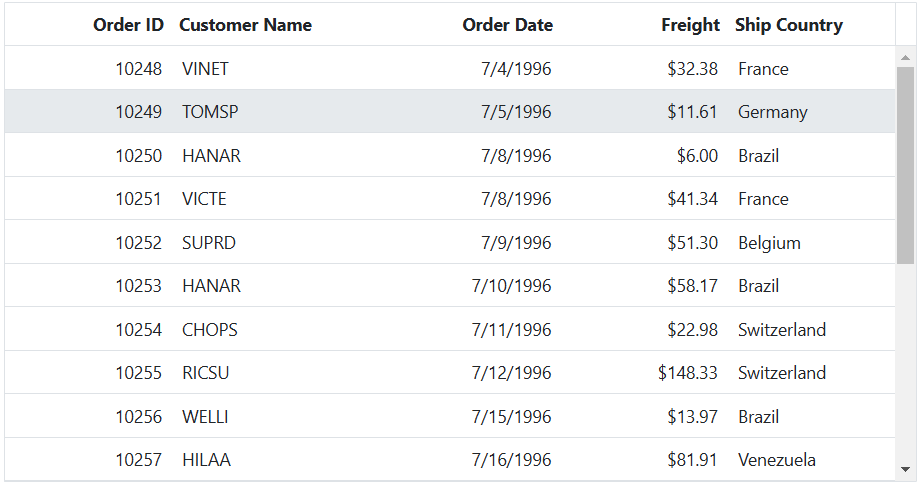 Order ID Customer Name Order Date Freight Ship Country
10248 VINET 7/4/1996 $32.38 France
10249 TOMSP 7/5/1996 $11.61 Germany
10250 HANAR 7/8/1996 $6.00 Brazil
10251 VICTE 7/8/1996 $41.34 France
10252 SUPRD 7/9/1996 $51.30 Belgium
10253 HANAR 7/10/1996 $58.17 Brazil
10254 CHOPS 7/11/1996 $22.98 Switzerland
10255 RICSU 7/12/1996 $148.33 Switzerland
10256 WELLI 7/15/1996 $13.97 Brazil
10257 HILAA 7/16/1996 $81.91 Venezuela